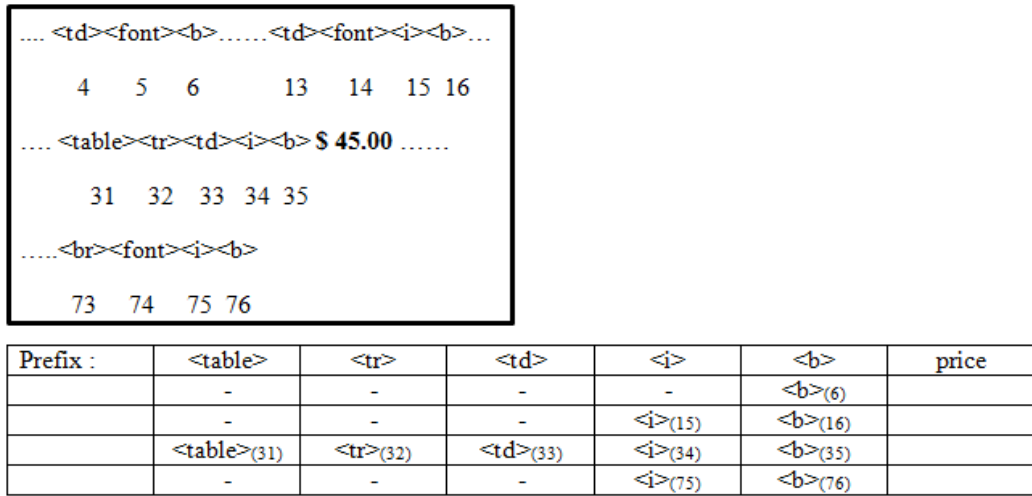 .... <td><font><b>......<td><font><i><b>...
4 5 6 13 14 15 16
.... <table><tr><td><i><b> $ 45.00 ......
31 32 33 34 35
.....<br><font><i><b>
73 74 75 76
Prefix : <table> <tr> <td> <i> <b> price
- - - - <b>(6)
- - - <i>(15) <b>(16)
<table>(31) <tr>(32) <td>(33) <i>(34) <b>(35)
- - - <i>(75) <b>(76)